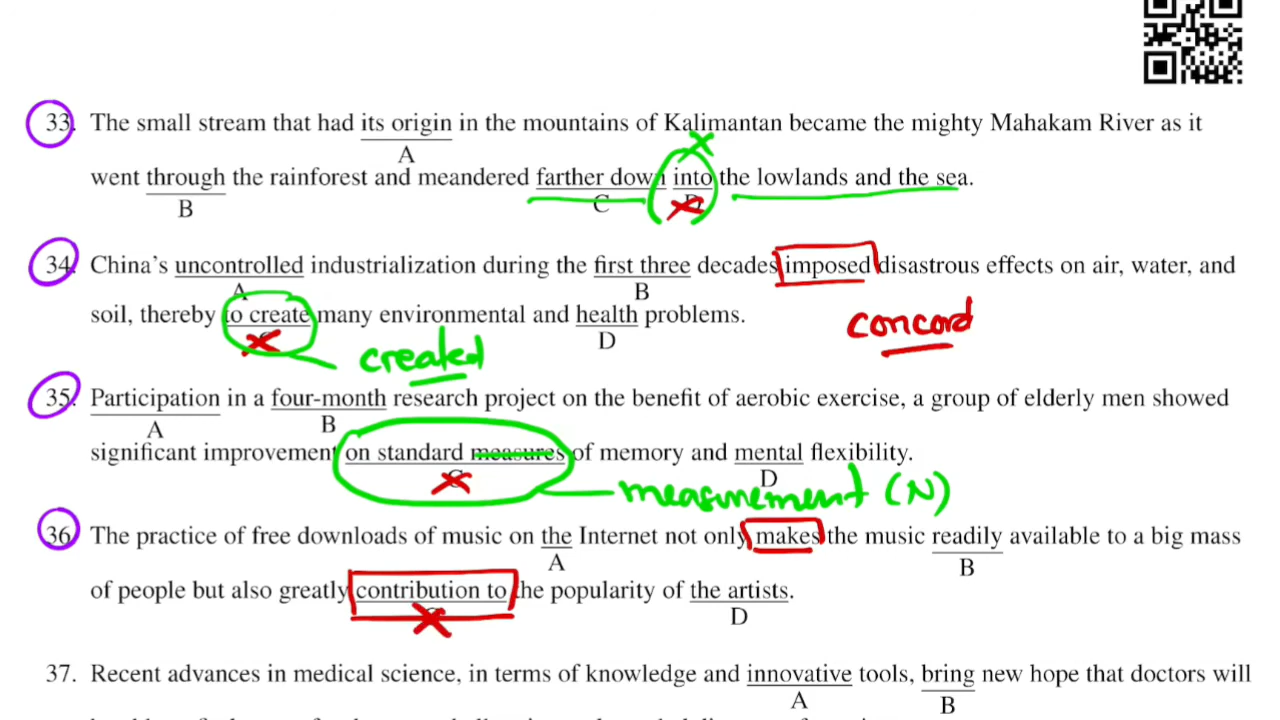 33. The small stream that had its origin in the mountains of Kalimantan became the mighty Mahakam River as it
A
went through the rainforest and meandered farther down into the lowlands and the sea.
B C D
34. China's uncontrolled industrialization during the first three decades imposed disastrous effects on air, water, and
A B
soil, thereby to create many environmental and health problems. concord
D
created
35. Participation in a four-month research project on the benefit of aerobic exercise, a group of elderly men showed
A B
significant improvement on standard measures of memory and mental flexibility.
C D
measurement (N)
36. The practice of free downloads of music on the Internet not only makes the music readily available to a big mass
A B
of people but also greatly contribution to the popularity of the artists.
D
37. Recent advances in medical science, in terms of knowledge and innovative tools, bring new hope that doctors will
A B